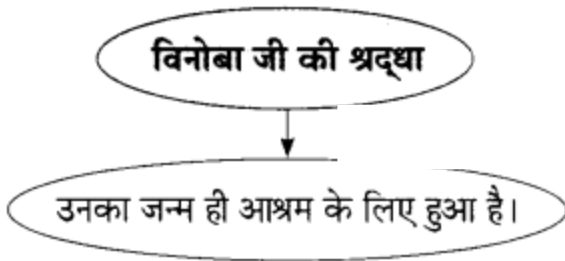 विनोबा जी की श्रद्‌धा
उनका जन्म ही आश्रम के लिए हुआ है।